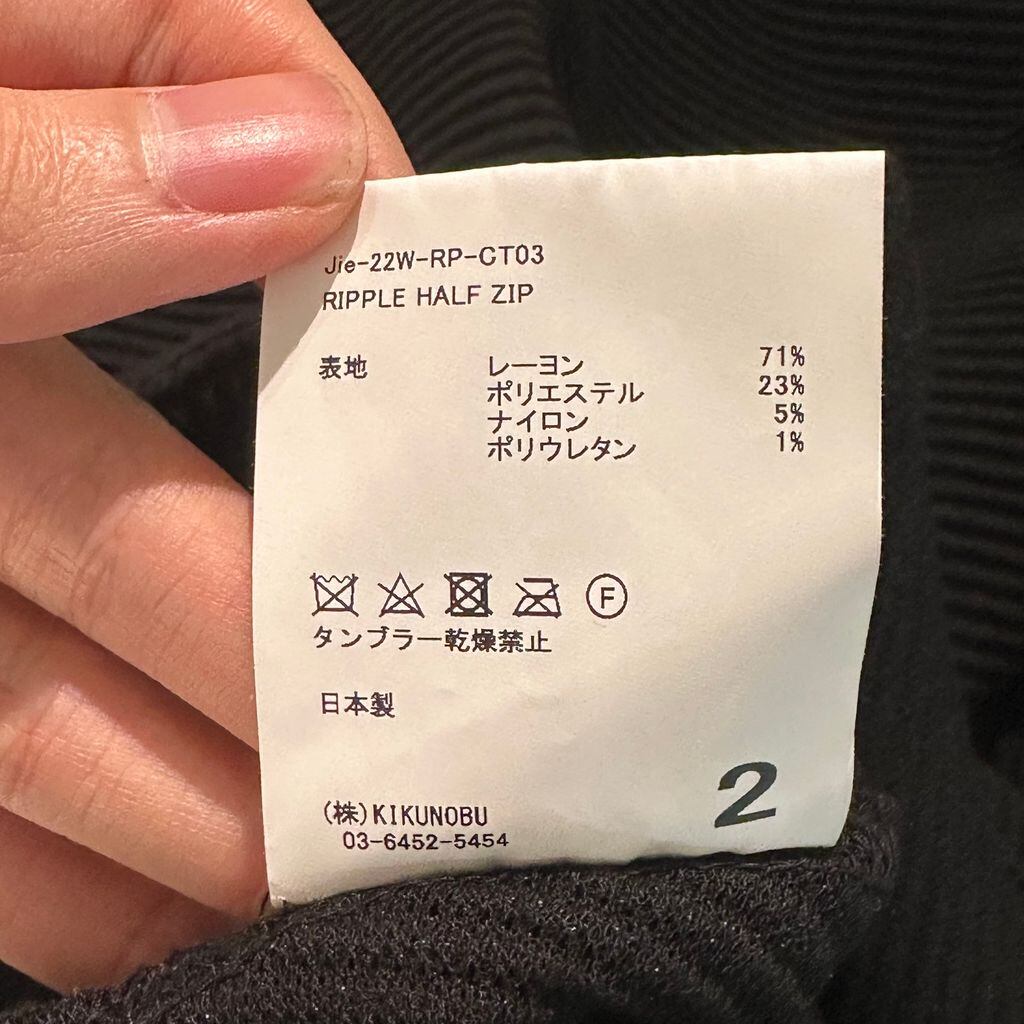 Jie-22W-RP-CT03
RIPPLE HALF ZIP
表地 レーヨン 71%
ポリエステル 23%
ナイロン 5%
ポリウレタン 1%
F
タンブラー乾燥禁止
日本製
2
(株)KIKUNOBU
03-6452-5454